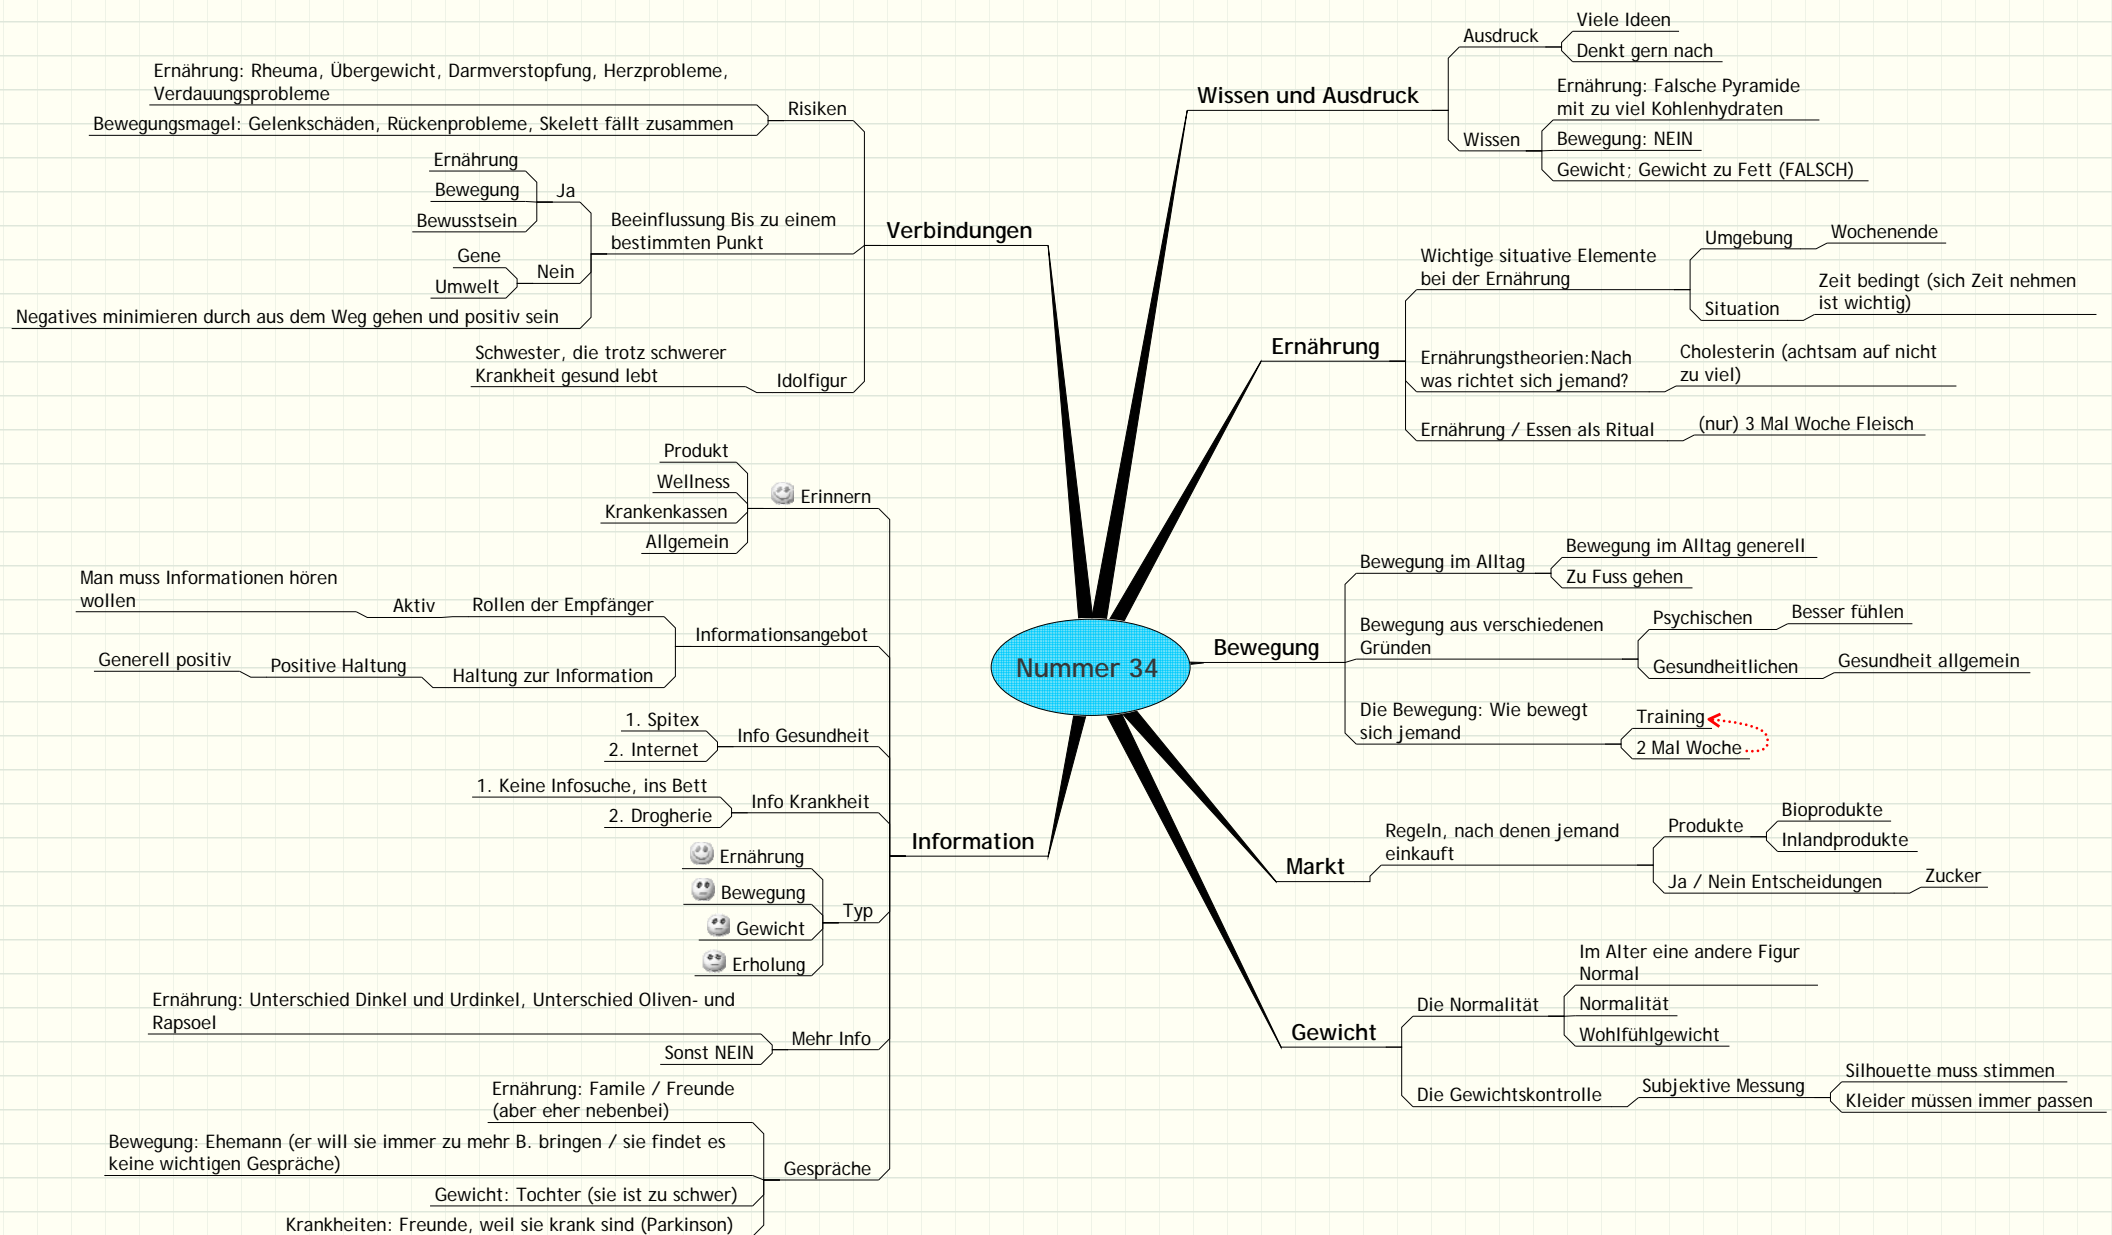 Nummer 34
Wissen und Ausdruck
Ausdruck
Viele Ideen
Denkt gern nach
Wissen
Ernährung: Falsche Pyramide
mit zu viel Kohlenhydraten
Bewegung: NEIN
Gewicht; Gewicht zu Fett (FALSCH)
Ernährung
Wichtige situative Elemente
bei der Ernährung
Umgebung
Wochenende
Situation
Zeit bedingt (sich Zeit nehmen
ist wichtig)
Ernährungstheorien:Nach
was richtet sich jemand?
Cholesterin (achtsam auf nicht
zu viel)
Ernährung / Essen als Ritual
(nur) 3 Mal Woche Fleisch
Bewegung
Bewegung im Alltag
Bewegung im Alltag generell
Zu Fuss gehen
Bewegung aus verschiedenen
Gründen
Psychischen
Besser fühlen
Gesundheitlichen
Gesundheit allgemein
Die Bewegung: Wie bewegt
sich jemand
Training
2 Mal Woche
Markt
Regeln, nach denen jemand
einkauft
Produkte
Bioprodukte
Inlandprodukte
Ja / Nein Entscheidungen
Zucker
Gewicht
Die Normalität
Im Alter eine andere Figur
Normal
Normalität
Wohlfühlgewicht
Die Gewichtskontrolle
Subjektive Messung
Silhouette muss stimmen
Kleider müssen immer passen
Verbindungen
Risiken
Ernährung: Rheuma, Übergewicht, Darmverstopfung, Herzprobleme,
Verdauungsprobleme
Bewegungsmagel: Gelenkschäden, Rückenprobleme, Skelett fällt zusammen
Beeinflussung Bis zu einem
bestimmten Punkt
Ja
Ernährung
Bewegung
Bewusstsein
Nein
Gene
Umwelt
Negatives minimieren durch aus dem Weg gehen und positiv sein
Idolfigur
Schwester, die trotz schwerer
Krankheit gesund lebt
Information
Erinnern
Produkt
Wellness
Krankenkassen
Allgemein
Informationsangebot
Rollen der Empfänger
Aktiv
Man muss Informationen hören
wollen
Haltung zur Information
Positive Haltung
Generell positiv
Info Gesundheit
1. Spitex
2. Internet
Info Krankheit
1. Keine Infosuche, ins Bett
2. Drogherie
Typ
Ernährung
Bewegung
Gewicht
Erholung
Mehr Info
Ernährung: Unterschied Dinkel und Urdinkel, Unterschied Oliven- und
Rapsoel
Sonst NEIN
Gespräche
Ernährung: Famile / Freunde
(aber eher nebenbei)
Bewegung: Ehemann (er will sie immer zu mehr B. bringen / sie findet es
keine wichtigen Gespräche)
Gewicht: Tochter (sie ist zu schwer)
Krankheiten: Freunde, weil sie krank sind (Parkinson)